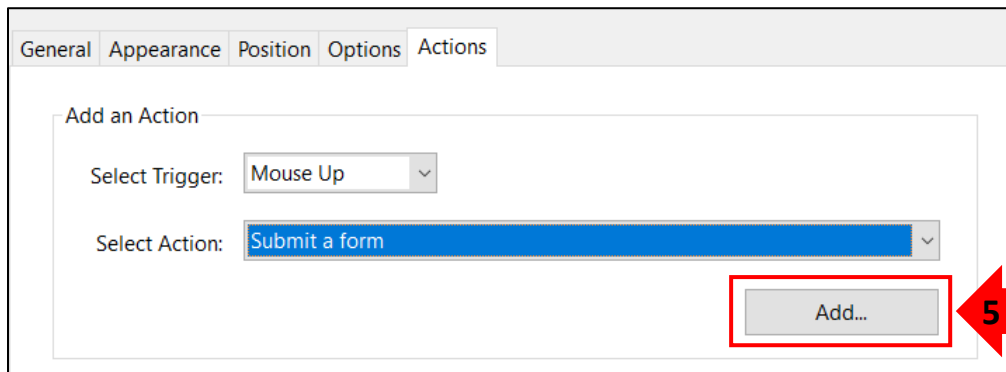 General Appearance Position Options Actions
Add an Action
Select Trigger: Mouse Up
Select Action: Submit a form
Add...
5